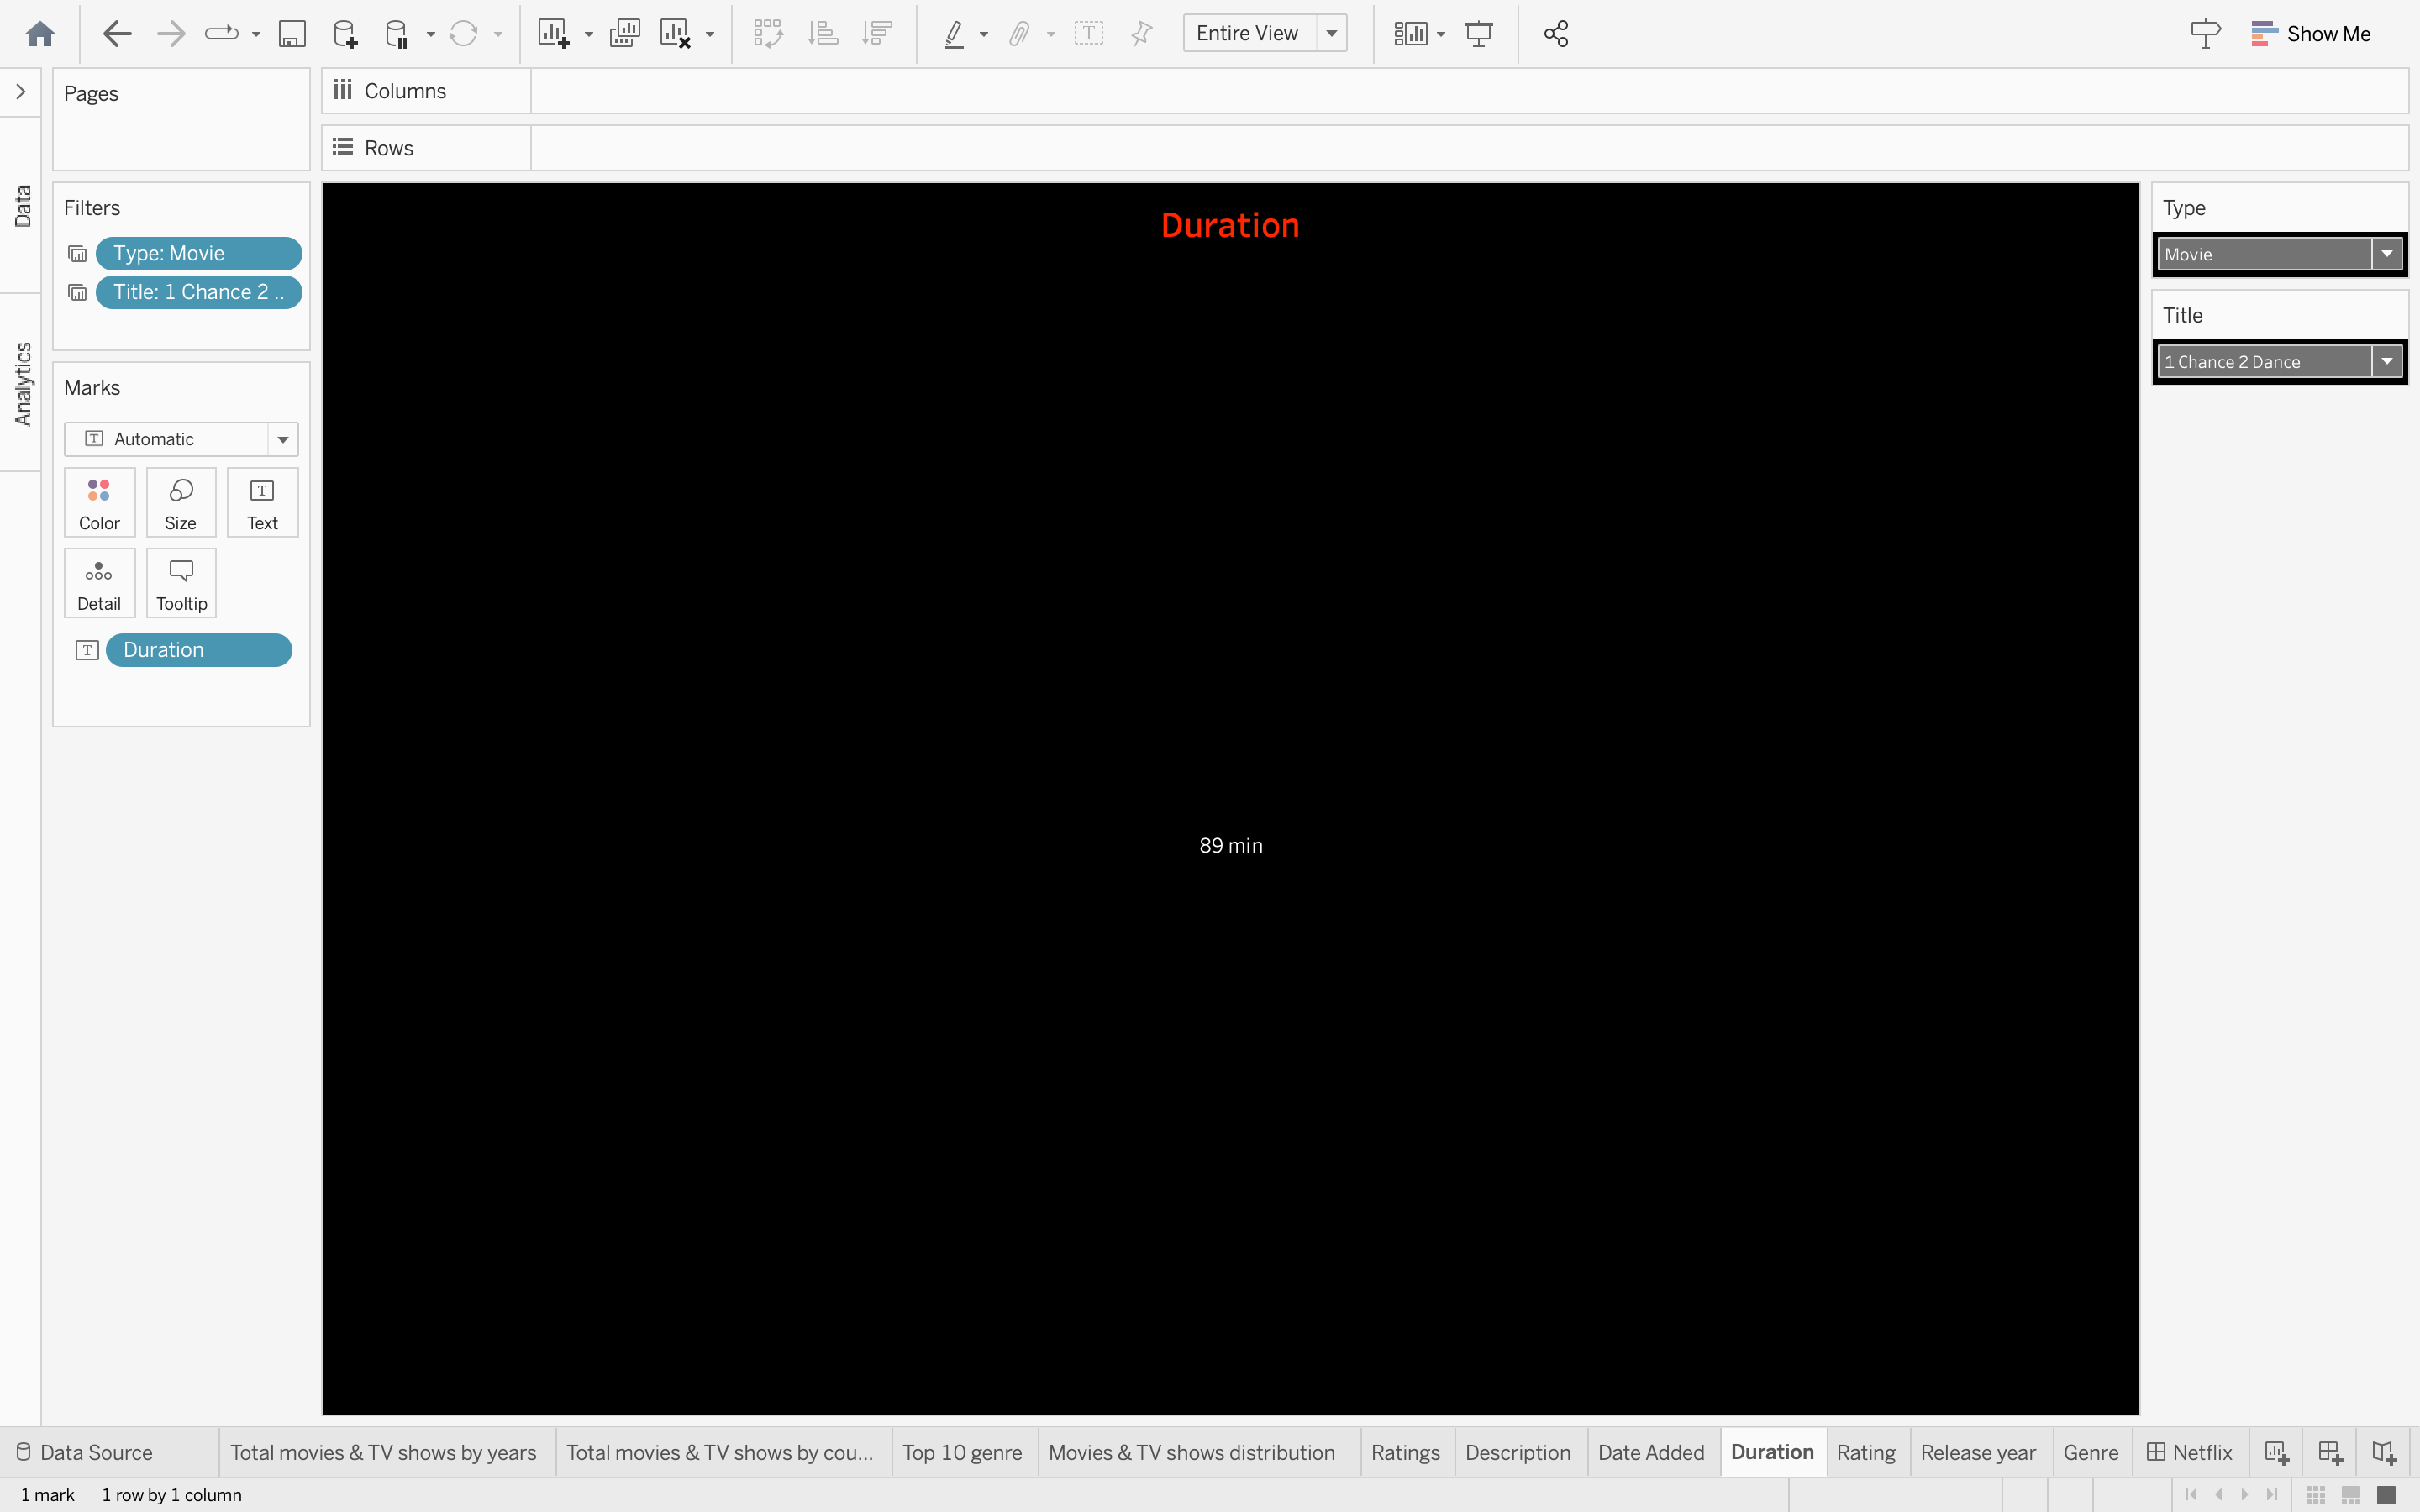 Entire View
Show Me
Pages
Columns
Rows
Data
Analytics
Filters
Type: Movie
Title: 1 Chance 2 ..
Marks
T Automatic
Color
Size
T
Text
Detail
Tooltip
T Duration
Duration
89 min
Type
Movie
Title
1 Chance 2 Dance
Data Source
Total movies & TV shows by years
Total movies & TV shows by cou...
Top 10 genre
Movies & TV shows distribution
Ratings
Description
Date Added
Duration
Rating
Release year
Genre
Netflix
1 mark
1 row by 1 column